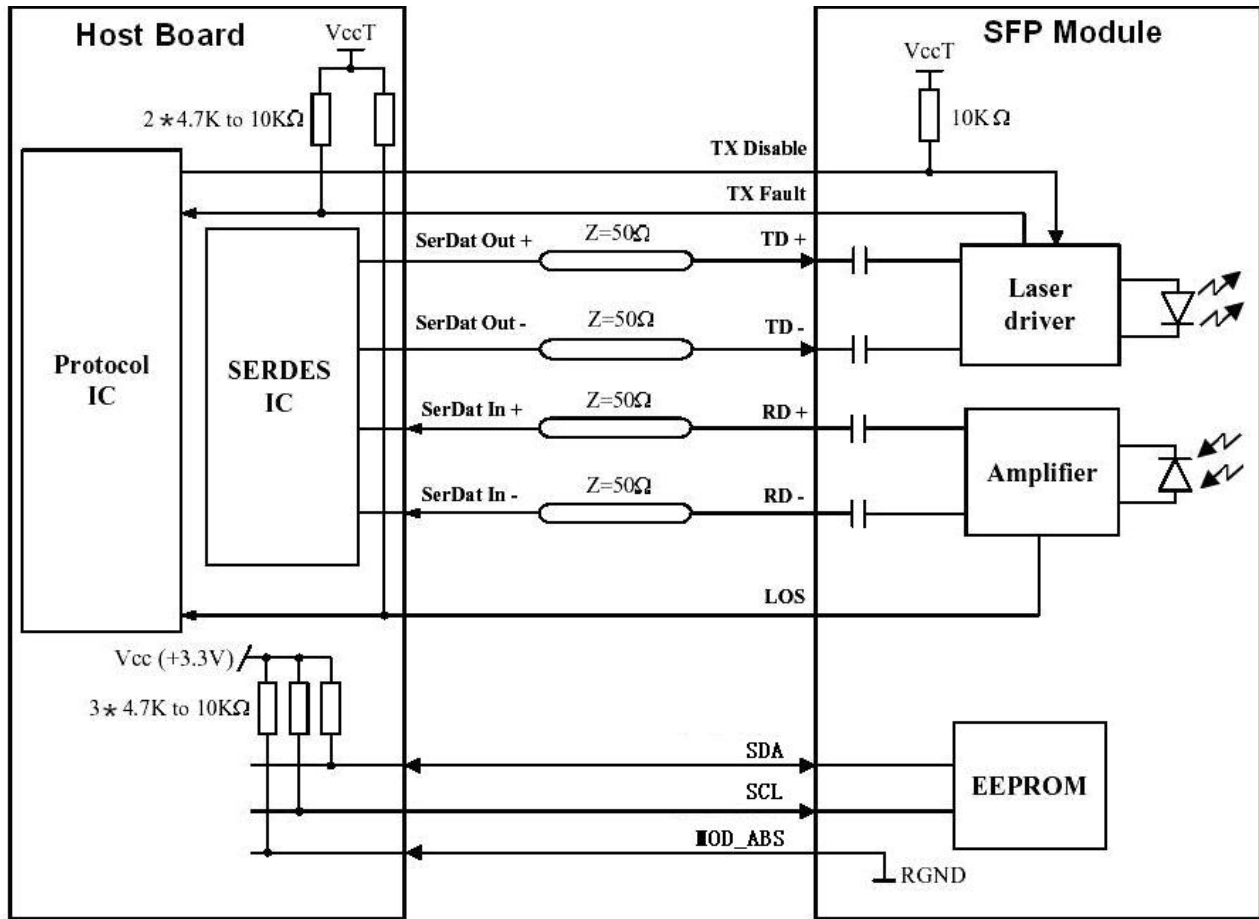 Host Board
SFP Module
VccT
VccT
2*4.7K to 10KΩ
10KΩ
TX Disable
TX Fault
SerDat Out +
Z=50Ω
TD +
Laser
driver
SerDat Out -
Z=50Ω
TD -
Protocol
IC
SERDES
IC
SerDat In +
Z=50Ω
RD +
Amplifier
SerDat In -
Z=50Ω
RD -
LOS
Vcc (+3.3V)
3*4.7K to 10KΩ
SDA
SCL
EEPROM
MOD_ABS
RGND